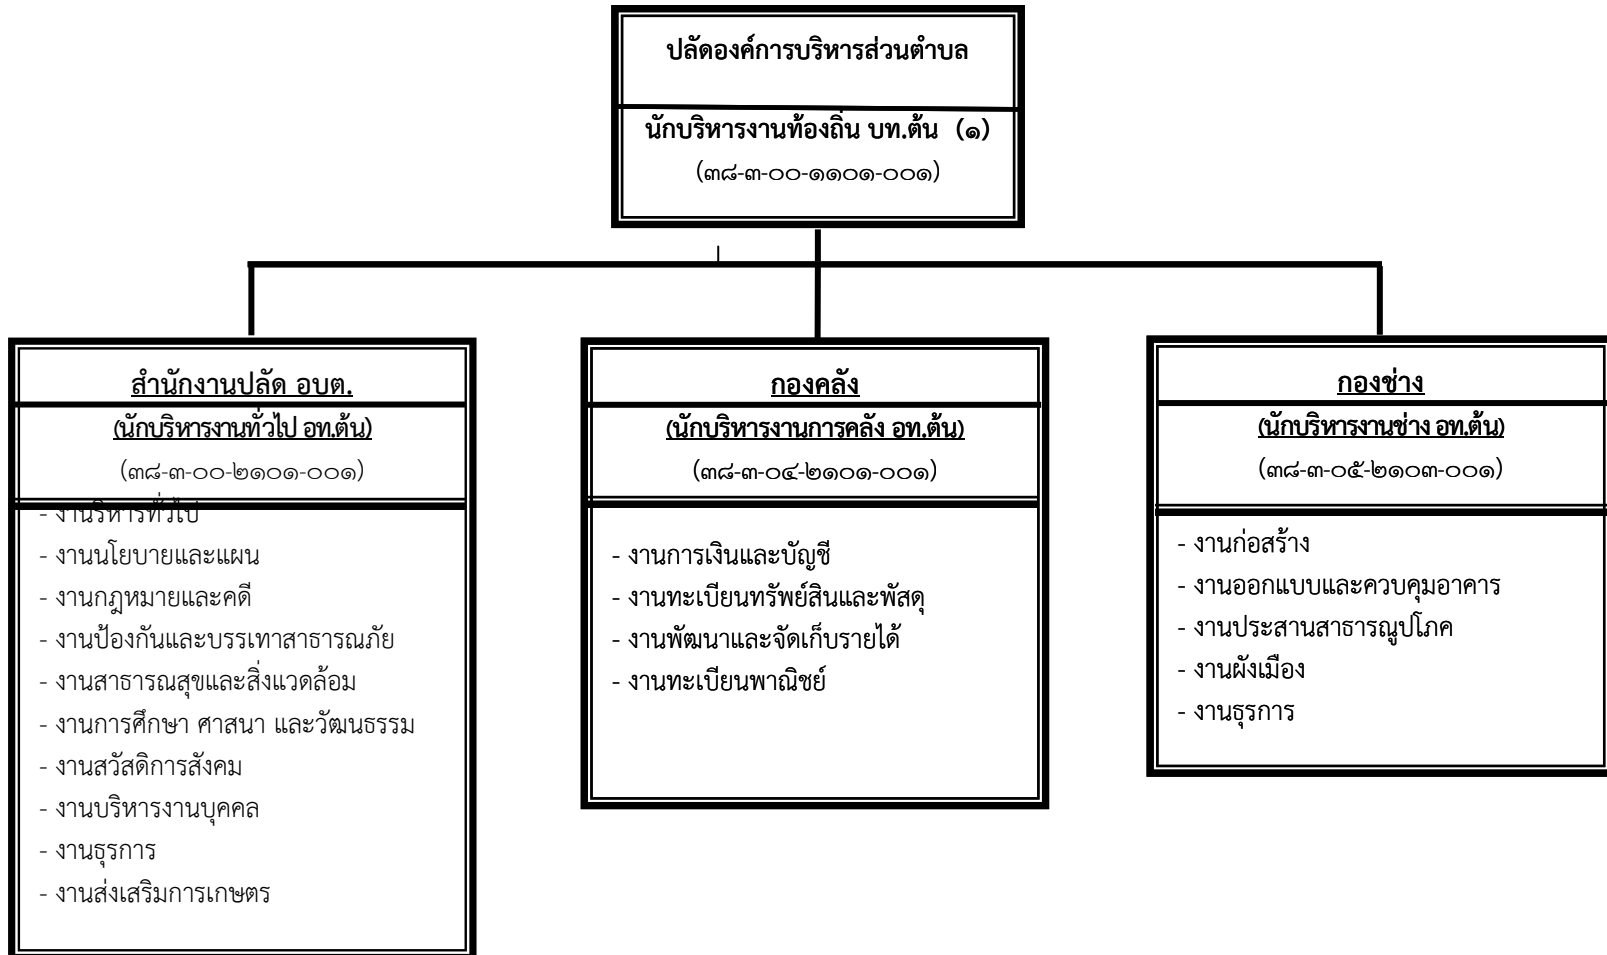 ปลัดองค์การบริหารส่วนตำบล
นักบริหารงานท้องถิ่น บท.ต้น (๑)
(๓๘-๓-๐๐-๑๑๐๑-๐๐๑)
สำนักงานปลัด อบต.
(นักบริหารงานทั่วไป อท.ต้น)
(๓๘-๓-๐๐-๒๑๐๑-๐๐๑)
- งานริหารทั่วไป
- งานนโยบายและแผน
- งานกฎหมายและคดี
- งานป้องกันและบรรเทาสาธารณภัย
- งานสาธารณสุขและสิ่งแวดล้อม
- งานการศึกษา ศาสนา และวัฒนธรรม
- งานสวัสดิการสังคม
- งานบริหารงานบุคคล
- งานธุรการ
- งานส่งเสริมการเกษตร
กองคลัง
(นักบริหารงานการคลัง อท.ต้น)
(๓๘-๓-๐๔-๒๑๐๑-๐๐๑)
- งานการเงินและบัญชี
- งานทะเบียนทรัพย์สินและพัสดุ
- งานพัฒนาและจัดเก็บรายได้
- งานทะเบียนพาณิชย์
กองช่าง
(นักบริหารงานช่าง อท.ต้น)
(๓๘-๓-๐๕-๒๑๐๓-๐๐๑)
- งานก่อสร้าง
- งานออกแบบและควบคุมอาคาร
- งานประสานสาธารณูปโภค
- งานผังเมือง
- งานธุรการ